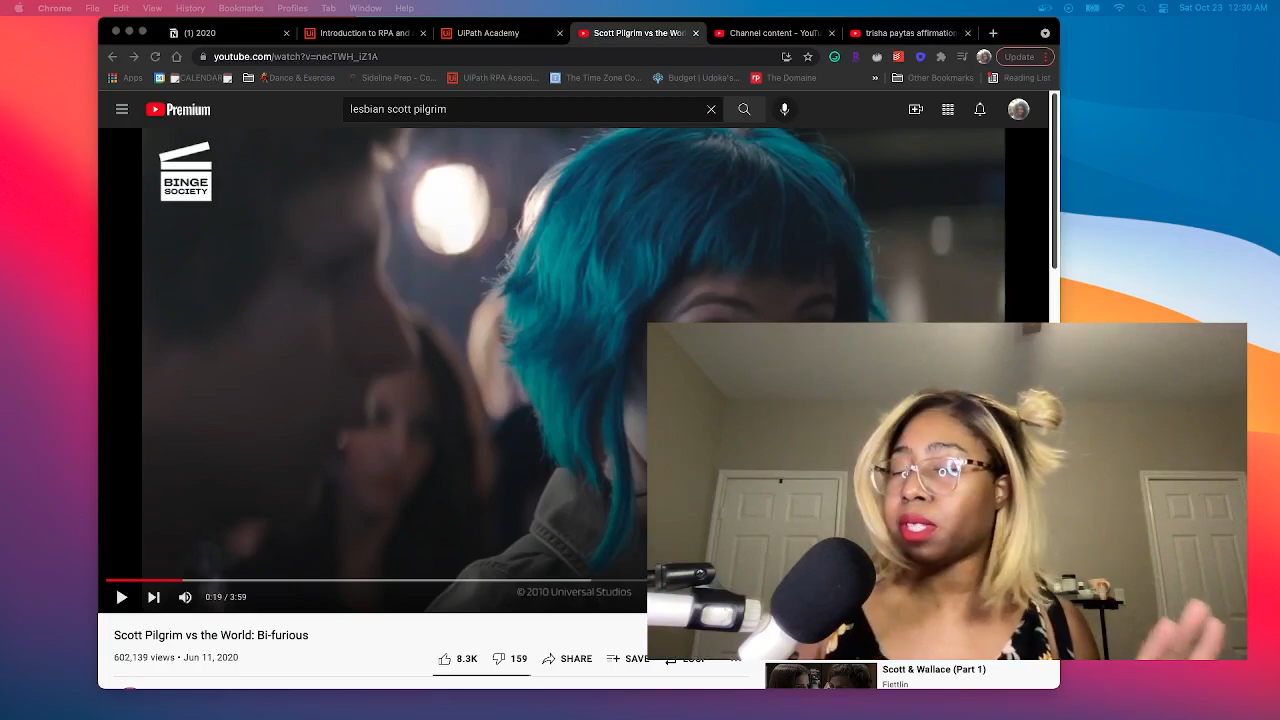 Chrome File Edit View History Bookmarks Profiles Tab Window Help Sat Oct 23 12:30 AM
(1) 2020 Introduction to RPA and UiPath Academy Scott Pilgrim vs the Wor Channel content - YouTu trisha paytas affirmation
youtube.com/watch?v=necTWH_iZ1A Update
Apps CALENDAR Dance & Exercise Sideline Prep - Co... UiPath RPA Associ... The Time Zone Co... Budget | Udoka's... The Domaine » Other Bookmarks Reading List
Premium lesbian scott pilgrim
BINGE
SOCIETY
0:19 / 3:59 © 2010 Universal Studios
Scott Pilgrim vs the World: Bi-furious
602,139 views • Jun 11, 2020 8.3K 159 SHARE SAVE
Scott & Wallace (Part 1)
Fiettlin